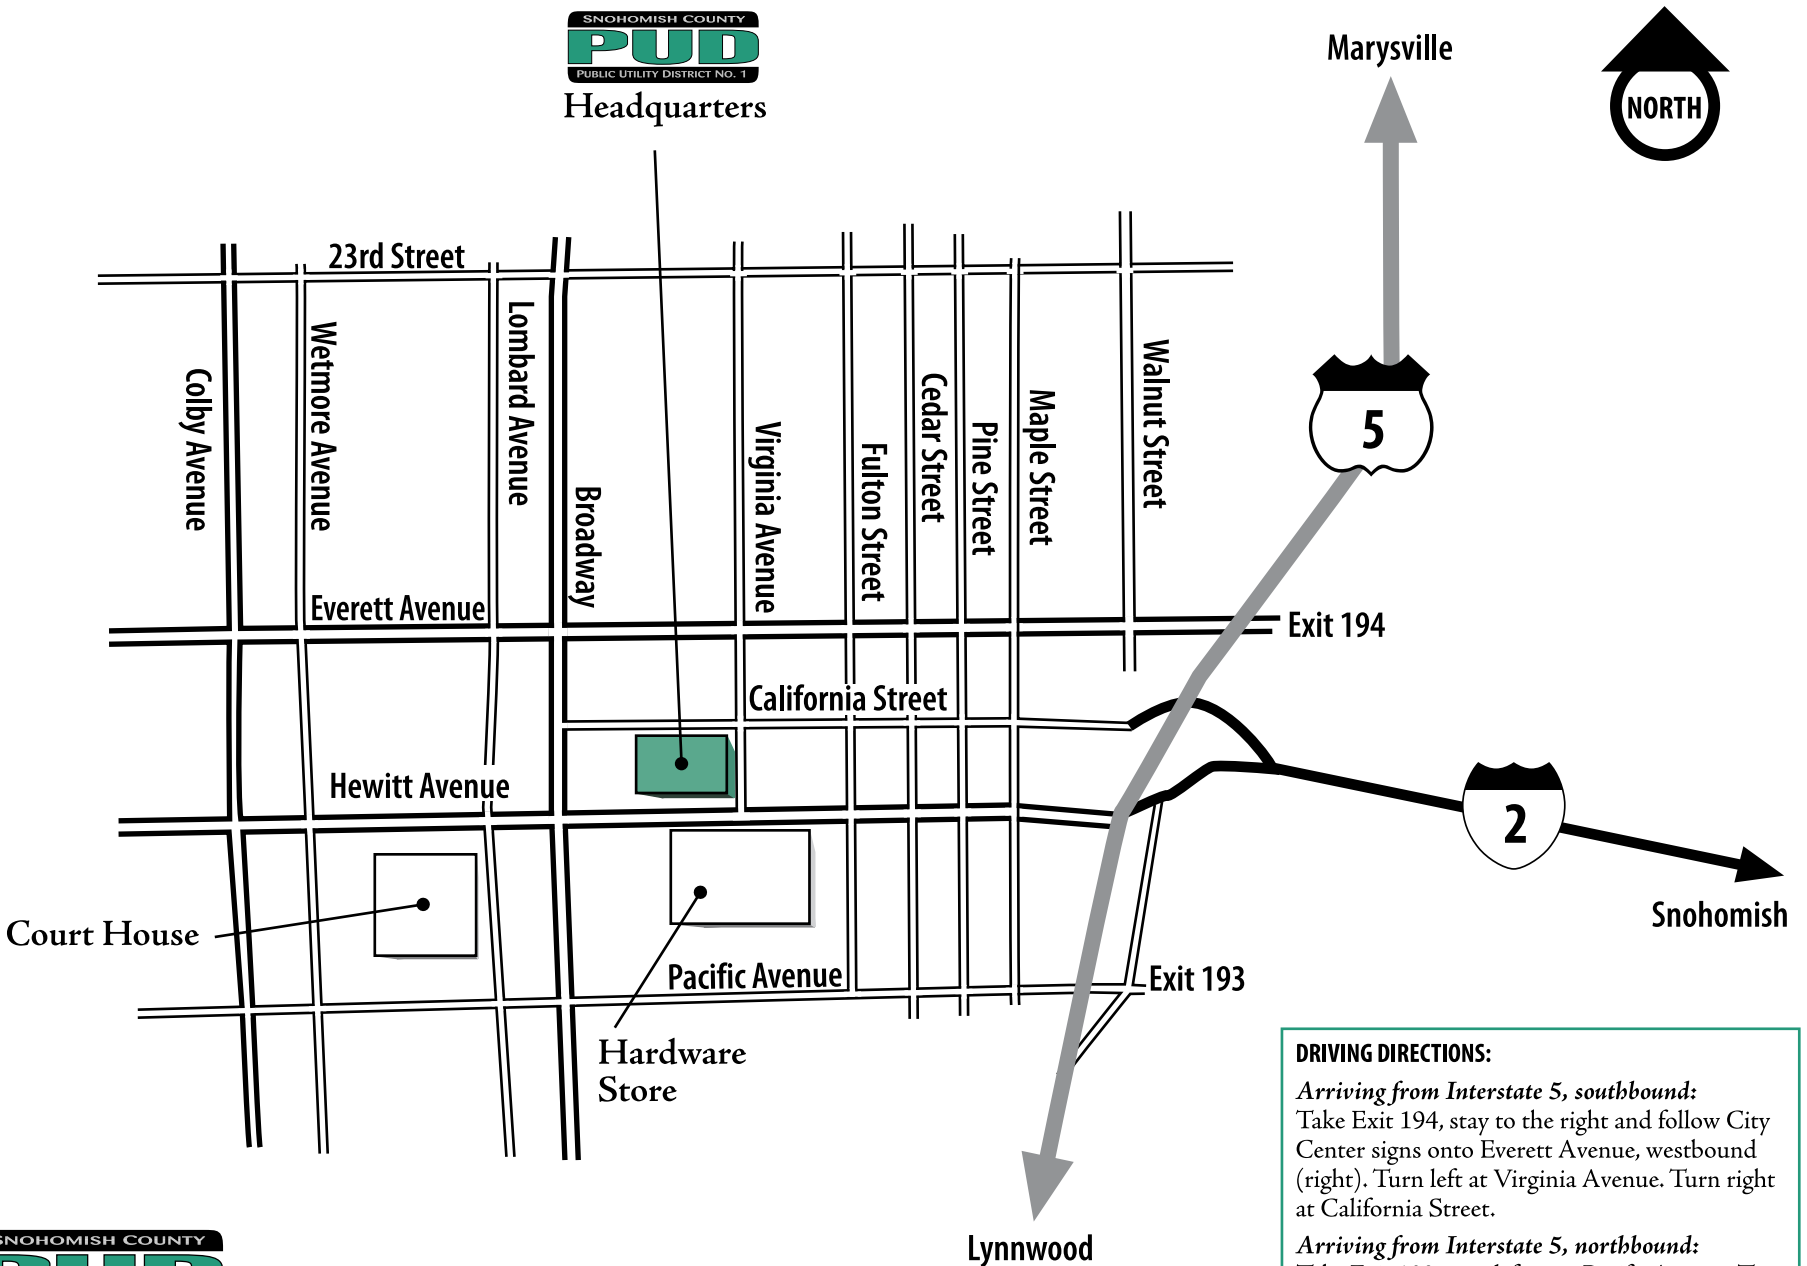 SNOHOMISH COUNTY
PUD
PUBLIC UTILITY DISTRICT NO. 1
Headquarters
Marysville
NORTH
23rd Street
Colby Avenue
Wetmore Avenue
Lombard Avenue
Broadway
Virginia Avenue
Fulton Street
Cedar Street
Pine Street
Maple Street
Walnut Street
5
Everett Avenue
Exit 194
California Street
Hewitt Avenue
2
Snohomish
Court House
Pacific Avenue
Exit 193
Hardware
Store
Lynnwood
DRIVING DIRECTIONS:
Arriving from Interstate 5, southbound:
Take Exit 194, stay to the right and follow City
Center signs onto Everett Avenue, westbound
(right). Turn left at Virginia Avenue. Turn right
at California Street.
Arriving from Interstate 5, northbound:
SNOHOMISH COUNTY
PUD